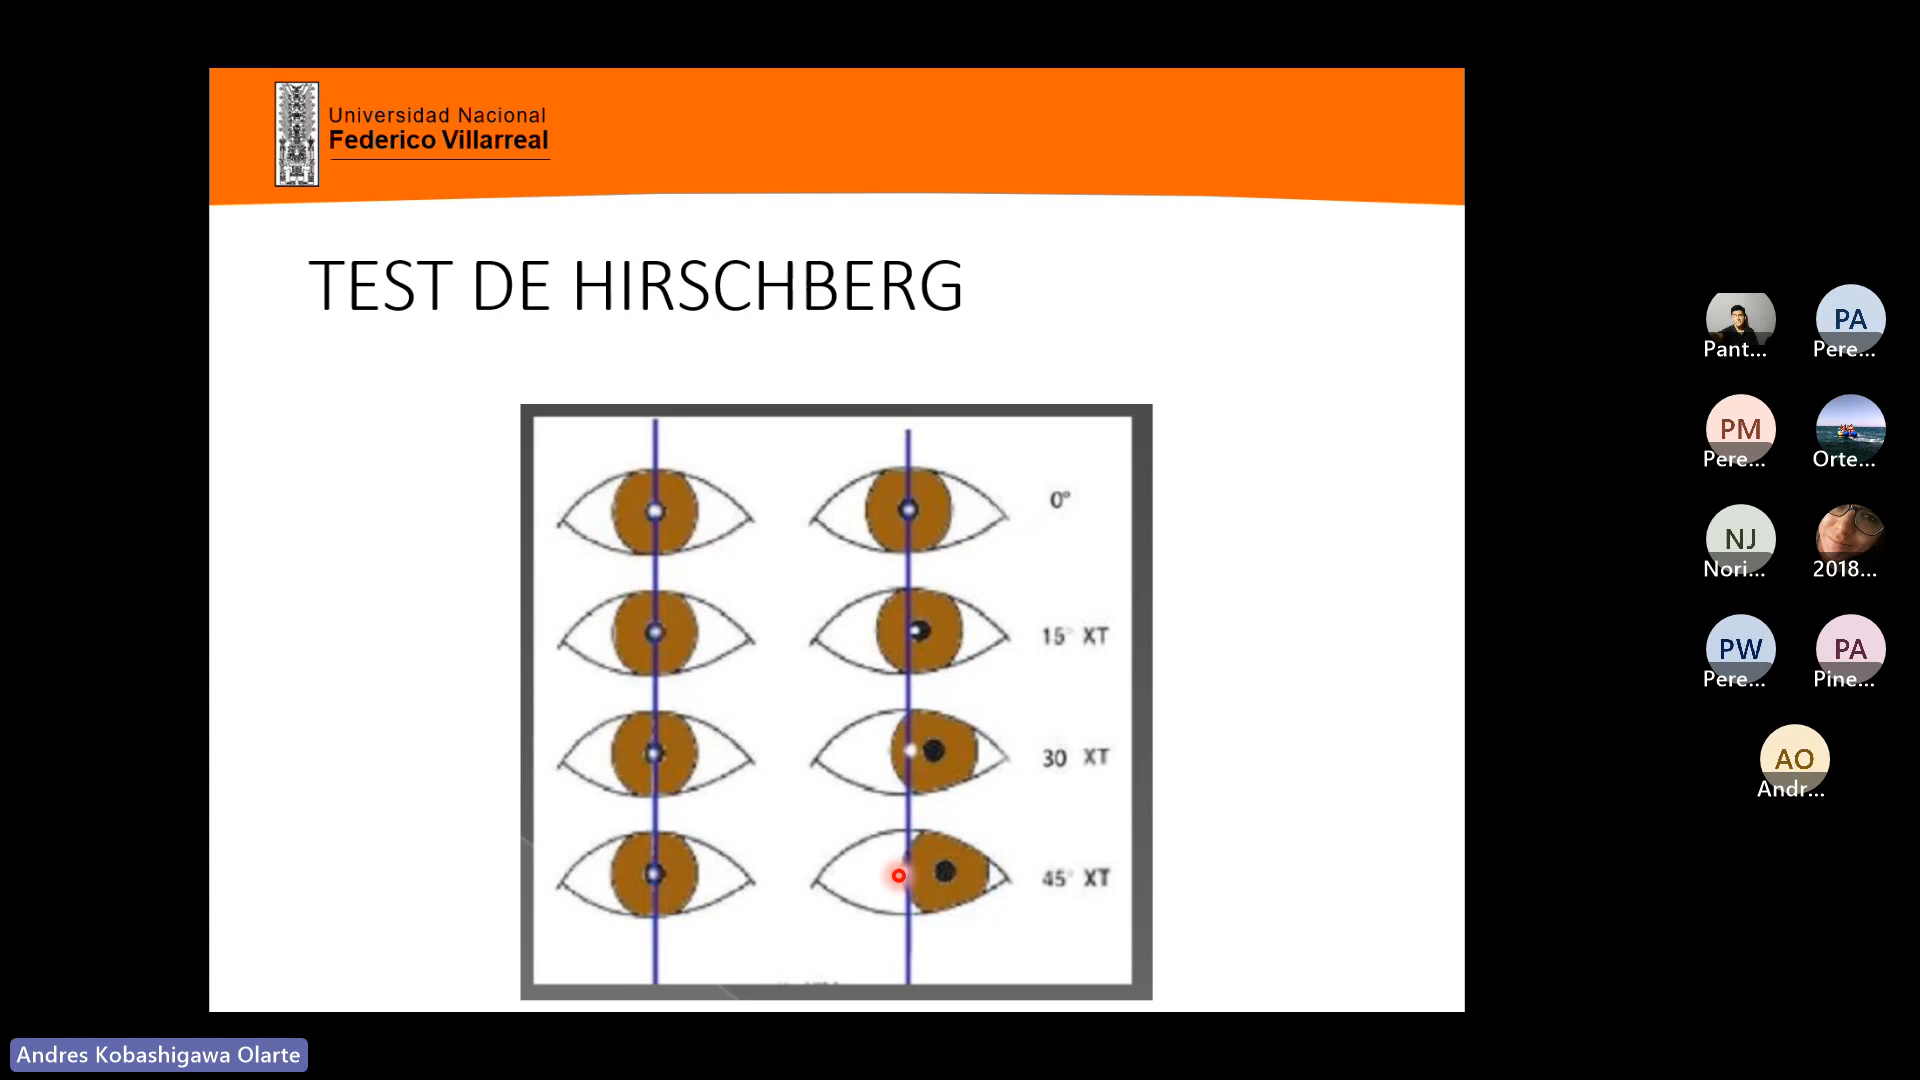 Universidad Nacional
Federico Villarreal
TEST DE HIRSCHBERG
0°
15° XT
30 XT
45° XT
Pant...
PA
Pere...
PM
Pere...
Orte...
NJ
Nori...
2018...
PW
Pere...
PA
Pine...
AO
Andr...
Andres Kobashigawa Olarte